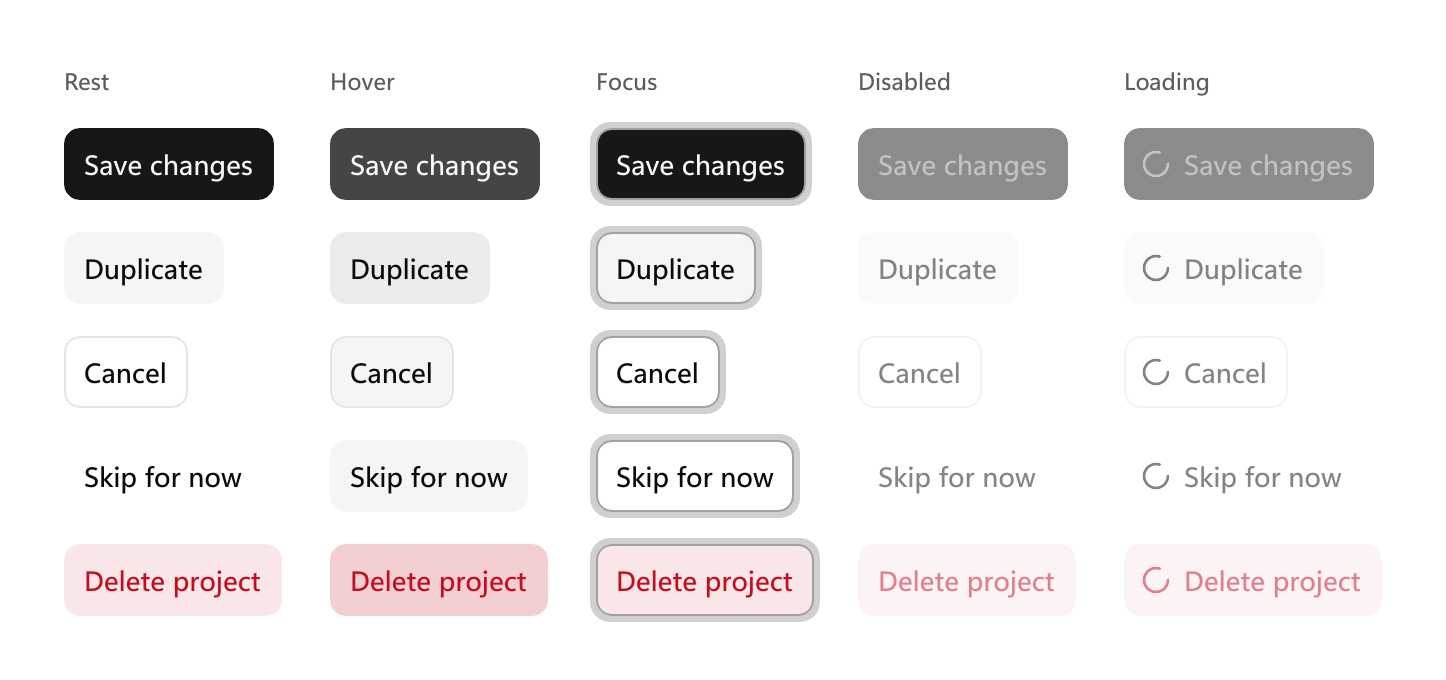 Rest Hover Focus Disabled Loading
Save changes Save changes Save changes Save changes Save changes
Duplicate Duplicate Duplicate Duplicate Duplicate
Cancel Cancel Cancel Cancel Cancel
Skip for now Skip for now Skip for now Skip for now Skip for now
Delete project Delete project Delete project Delete project Delete project